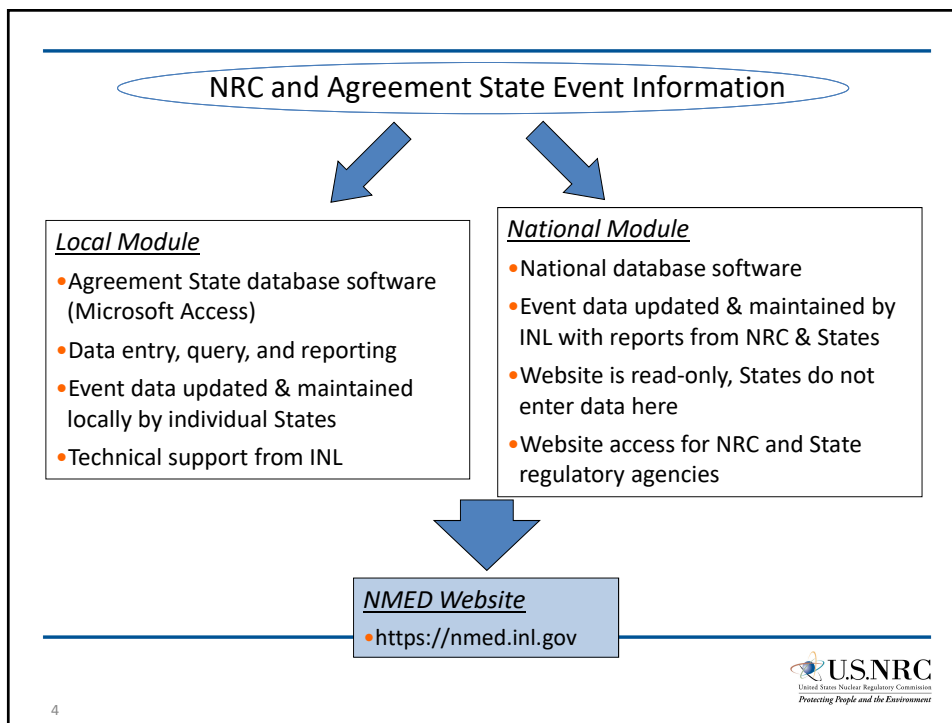 NRC and Agreement State Event Information
Local Module
•Agreement State database software
(Microsoft Access)
•Data entry, query, and reporting
•Event data updated & maintained
locally by individual States
•Technical support from INL
National Module
•National database software
•Event data updated & maintained by
INL with reports from NRC & States
•Website is read-only, States do not
enter data here
•Website access for NRC and State
regulatory agencies
NMED Website
•https://nmed.inl.gov
U.S.NRC
United States Nuclear Regulatory Commission
Protecting People and the Environment
4